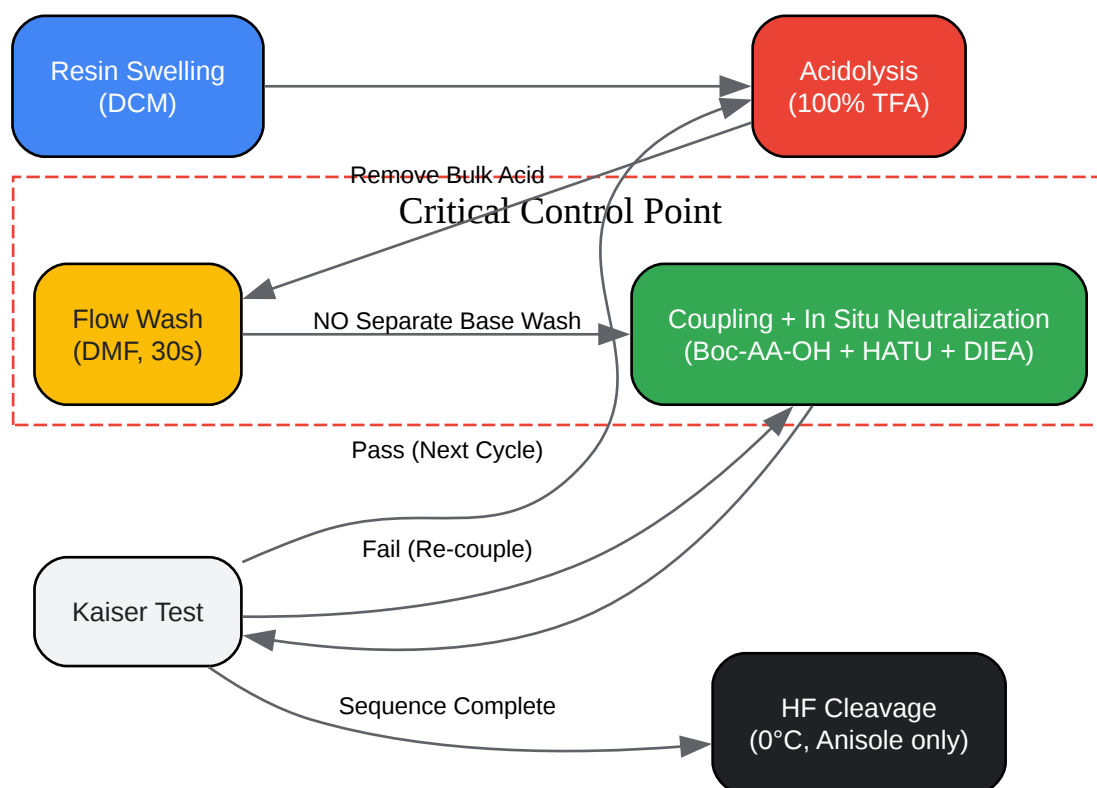 Resin Swelling
(DCM)
Acidolysis
(100% TFA)
Remove Bulk Acid
Critical Control Point
Flow Wash
(DMF, 30s)
NO Separate Base Wash
Coupling + In Situ Neutralization
(Boc-AA-OH + HATU + DIEA)
Pass (Next Cycle)
Fail (Re-couple)
Kaiser Test
Sequence Complete
HF Cleavage
(0°C, Anisole only)